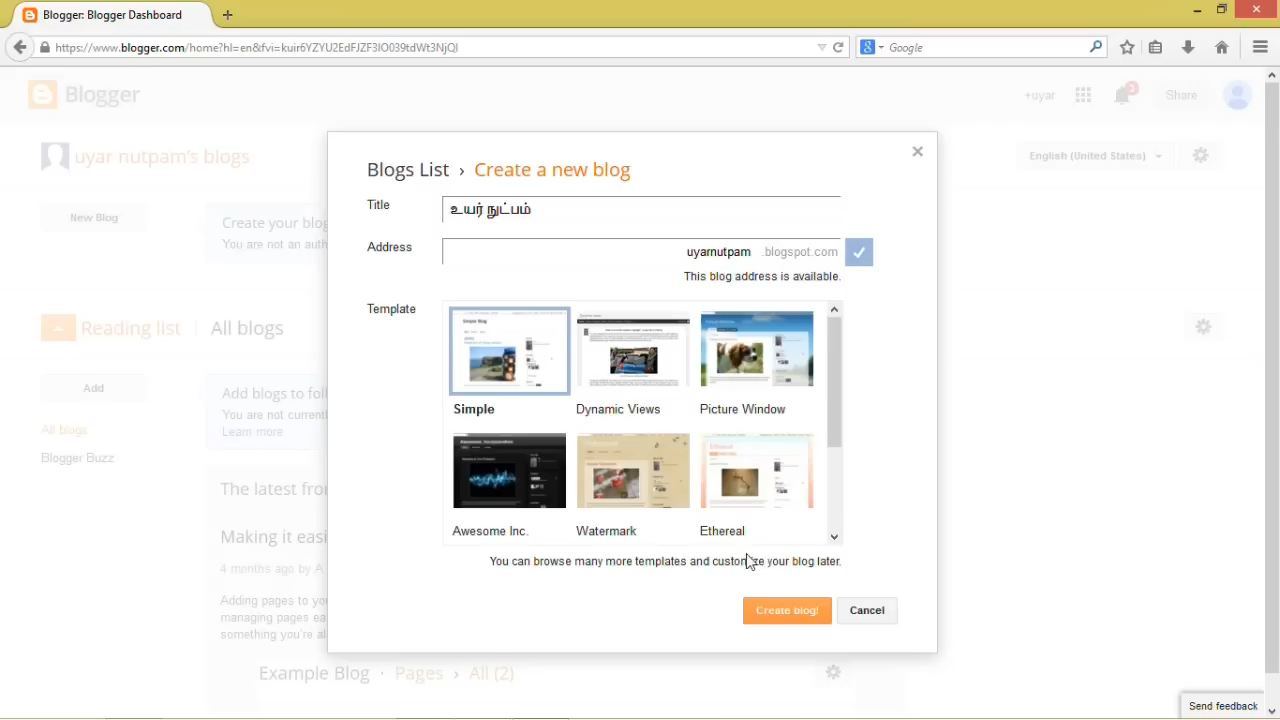 Blogger: Blogger Dashboard
https://www.blogger.com/home?hl=en&fvi=kuir6YZYU2EdFJZF3IO039tdWt3NjQl
Google
Blogger
+uyar
3
Share
uyar nutpam's blogs
English (United States)
New Blog
Create your blog
You are not an auth
Reading list
All blogs
Add
Add blogs to foll
You are not current
Learn more
All blogs
Blogger Buzz
The latest fro
Making it easi
4 months ago by A
Adding pages to you
managing pages ea
something you're al
Blogs List › Create a new blog
Title
உயர் நுட்பம்
Address
uyarnutpam .blogspot.com
This blog address is available.
Template
Simple
Dynamic Views
Picture Window
Awesome Inc.
Watermark
Ethereal
You can browse many more templates and customize your blog later.
Create blog!
Cancel
Example Blog · Pages › All (2)
Send feedback